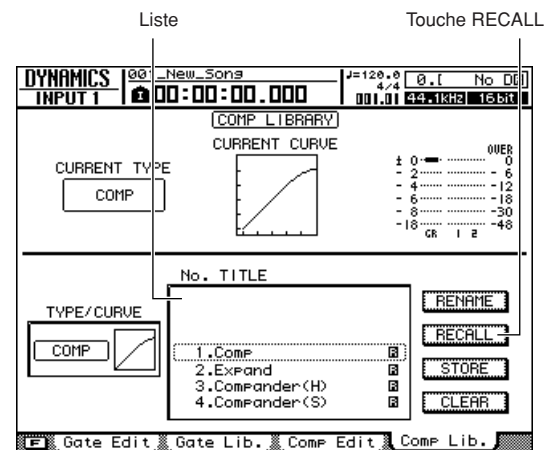 Liste
Touche RECALL
DYNAMICS
INPUT 1
001_New_Song
00:00:00.000
♩=120.0
4/4
001.01
0.[ No DD
44.1kHz 16bit
COMP LIBRARY
CURRENT TYPE
COMP
CURRENT CURVE
OVER
± 0 0
- 2 - 6
- 4 -12
- 6 -18
- 8 -30
-18 -48
GR 1 2
No. TITLE
TYPE/CURVE
COMP
1.Comp R
2.Expand R
3.Compander(H) R
4.Compander(S) R
RENAME
RECALL
STORE
CLEAR
F Gate Edit Gate Lib. Comp Edit Comp Lib.